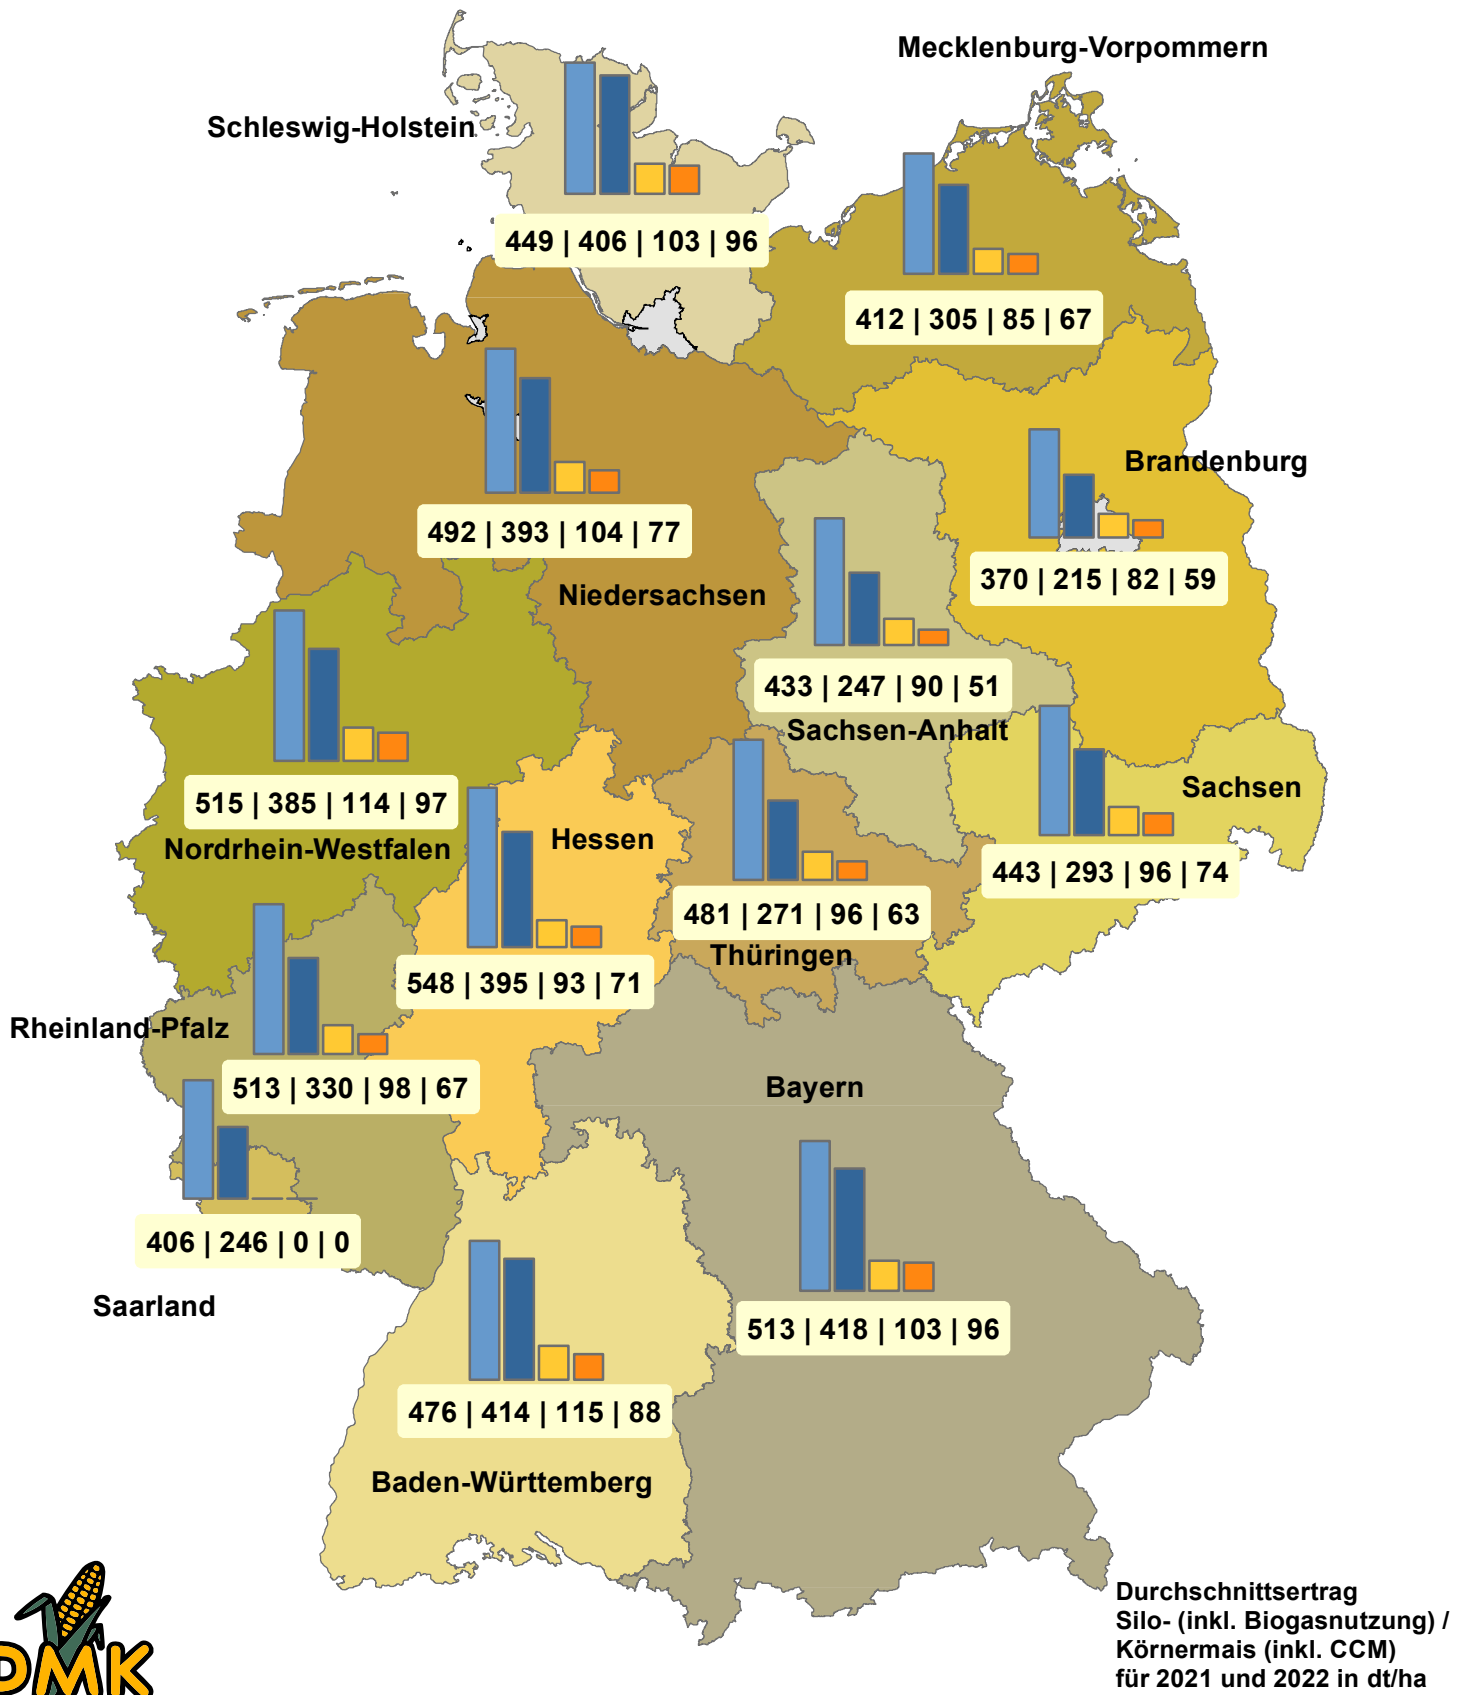 Mecklenburg-Vorpommern
Schleswig-Holstein
449 | 406 | 103 | 96
412 | 305 | 85 | 67
Brandenburg
492 | 393 | 104 | 77
370 | 215 | 82 | 59
Niedersachsen
433 | 247 | 90 | 51
Sachsen-Anhalt
Sachsen
515 | 385 | 114 | 97
Nordrhein-Westfalen
Hessen
443 | 293 | 96 | 74
481 | 271 | 96 | 63
Thüringen
548 | 395 | 93 | 71
Rheinland-Pfalz
513 | 330 | 98 | 67
Bayern
406 | 246 | 0 | 0
Saarland
513 | 418 | 103 | 96
476 | 414 | 115 | 88
Baden-Württemberg
Durchschnittsertrag
Silo- (inkl. Biogasnutzung) /
Körnermais (inkl. CCM)
für 2021 und 2022 in dt/ha
DMK